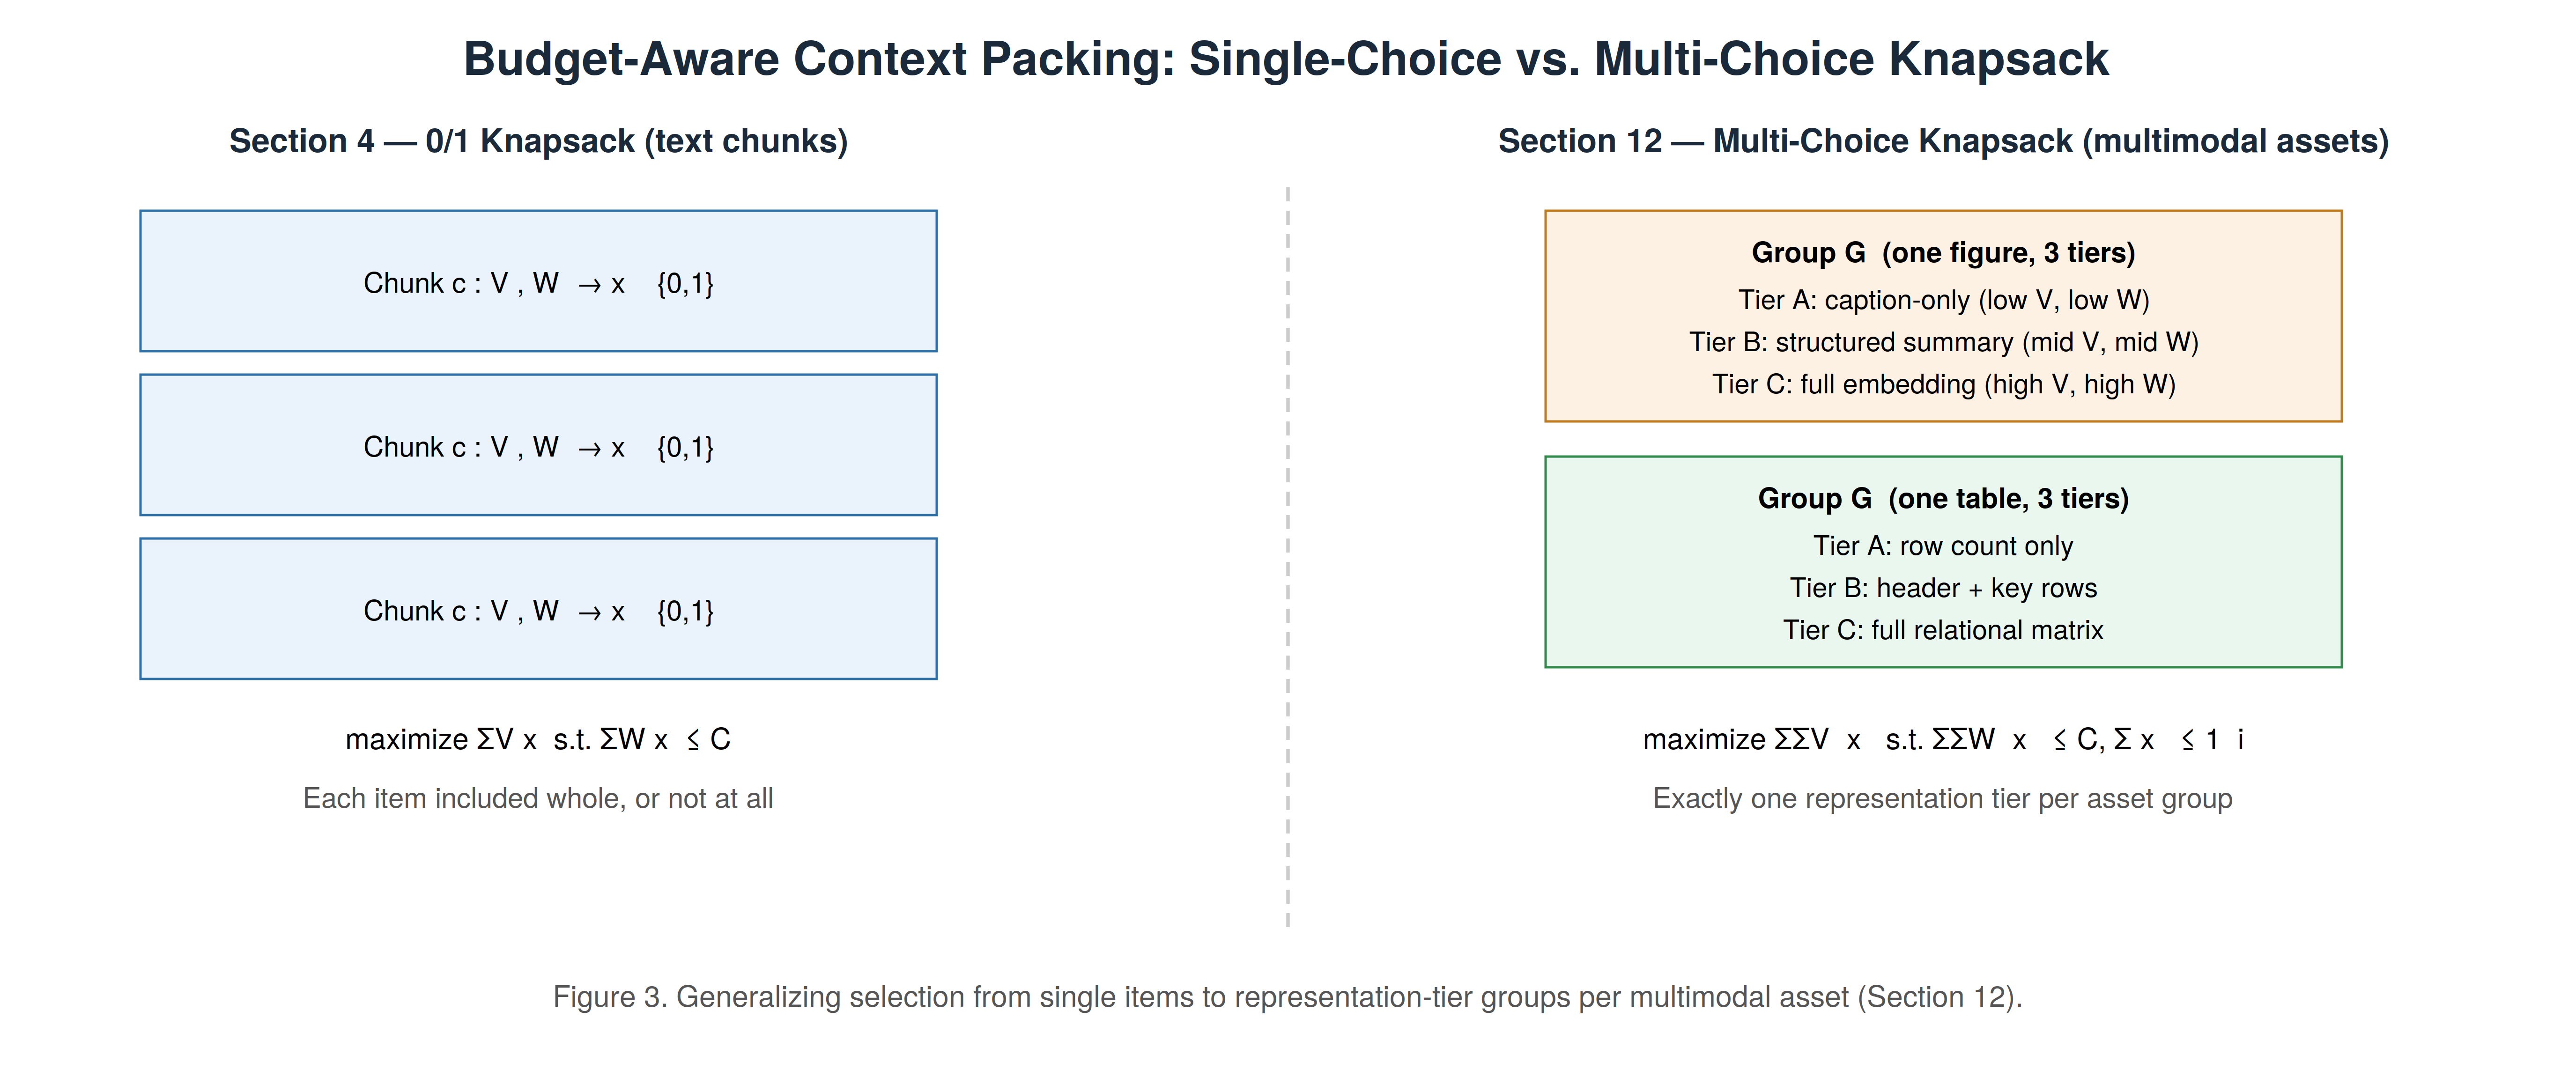 Budget-Aware Context Packing: Single-Choice vs. Multi-Choice Knapsack
Section 4 — 0/1 Knapsack (text chunks)
Chunk c : V , W → x {0,1}
Chunk c : V , W → x {0,1}
Chunk c : V , W → x {0,1}
maximize ΣV x s.t. ΣW x ≤ C
Each item included whole, or not at all
Section 12 — Multi-Choice Knapsack (multimodal assets)
Group G (one figure, 3 tiers)
Tier A: caption-only (low V, low W)
Tier B: structured summary (mid V, mid W)
Tier C: full embedding (high V, high W)
Group G (one table, 3 tiers)
Tier A: row count only
Tier B: header + key rows
Tier C: full relational matrix
maximize ΣΣV x s.t. ΣΣW x ≤ C, Σ x ≤ 1 i
Exactly one representation tier per asset group
Figure 3. Generalizing selection from single items to representation-tier groups per multimodal asset (Section 12).